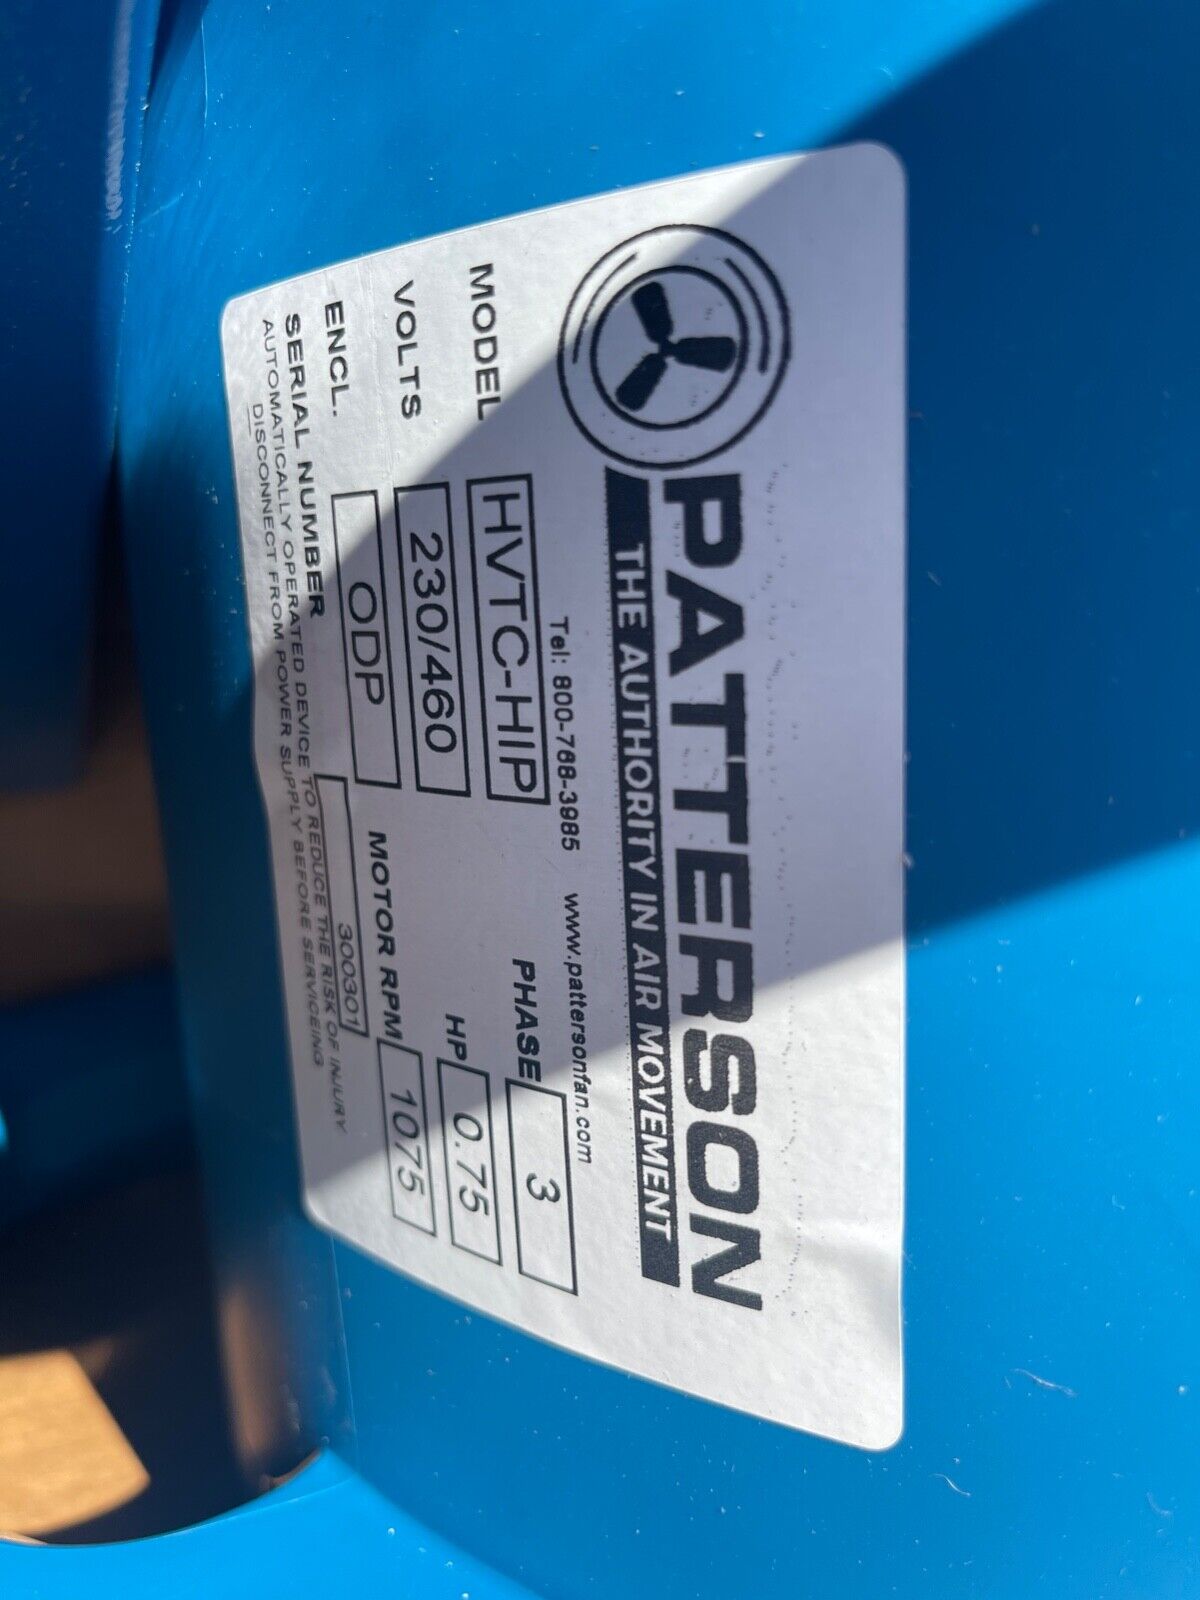 PATTERSON
THE AUTHORITY IN AIR MOVEMENT
Tel: 800-768-3985 www.pattersonfan.com
MODEL HVTC-HIP PHASE 3
VOLTS 230/460 HP 0.75
ENCL. ODP MOTOR RPM 1075
SERIAL NUMBER 300301
AUTOMATICALLY OPERATED DEVICE TO REDUCE THE RISK OF INJURY
DISCONNECT FROM POWER SUPPLY BEFORE SERVICEING